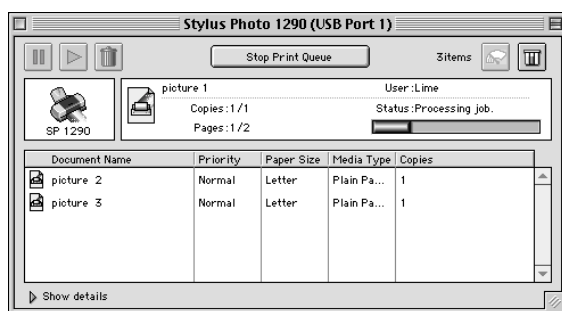 Stylus Photo 1290 (USB Port 1)
Stop Print Queue
3items
SP 1290
picture 1
User:Lime
Copies:1/1
Status:Processing job.
Pages:1/2
Document Name Priority Paper Size Media Type Copies
picture 2 Normal Letter Plain Pa... 1
picture 3 Normal Letter Plain Pa... 1
Show details